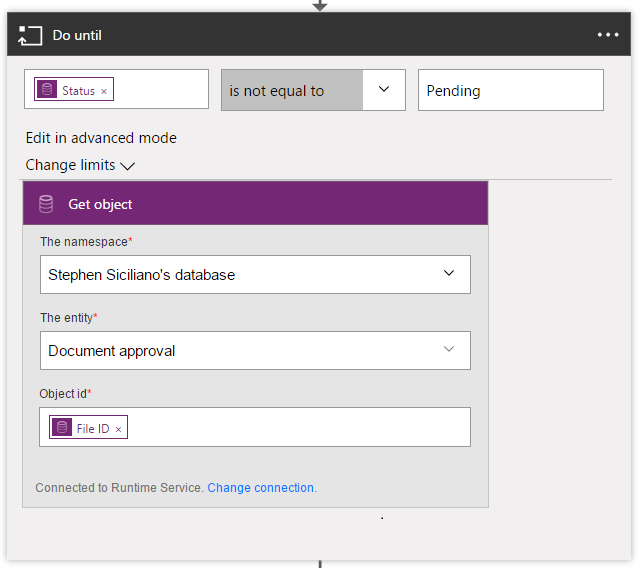 Do until
Status × is not equal to Pending
Edit in advanced mode
Change limits
Get object
The namespace*
Stephen Siciliano's database
The entity*
Document approval
Object id*
File ID ×
Connected to Runtime Service. Change connection.